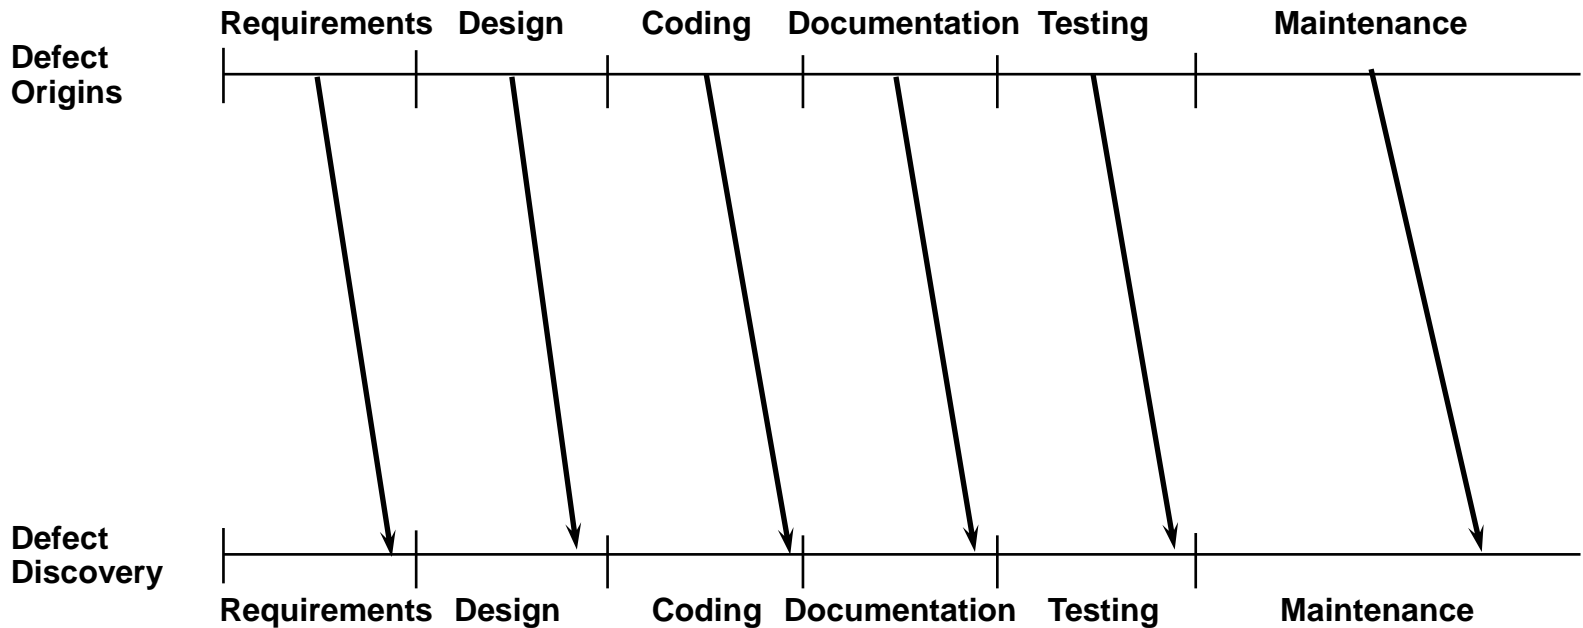 Requirements Design Coding Documentation Testing Maintenance
Defect
Origins
Defect
Discovery
Requirements Design Coding Documentation Testing Maintenance